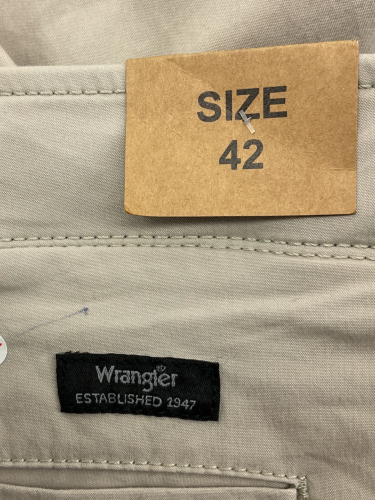 SIZE
42
Wrangler
ESTABLISHED 1947